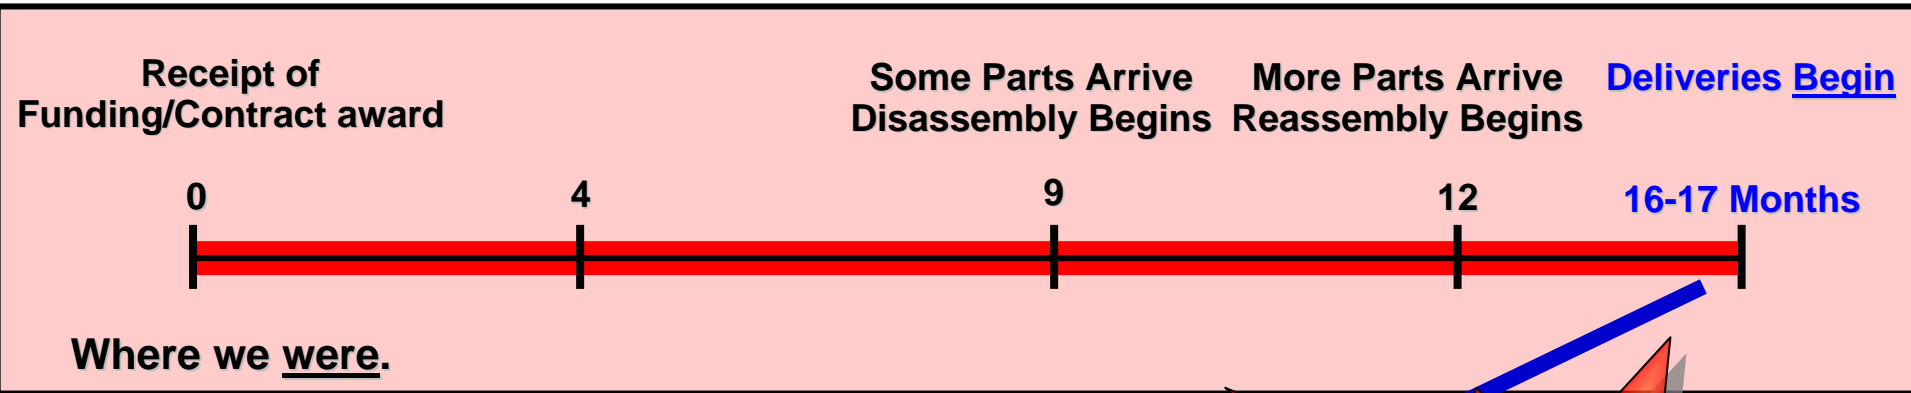 Receipt of
Funding/Contract award
Some Parts Arrive
Disassembly Begins
More Parts Arrive
Reassembly Begins
Deliveries Begin
0
4
9
12
16-17 Months
Where we were.